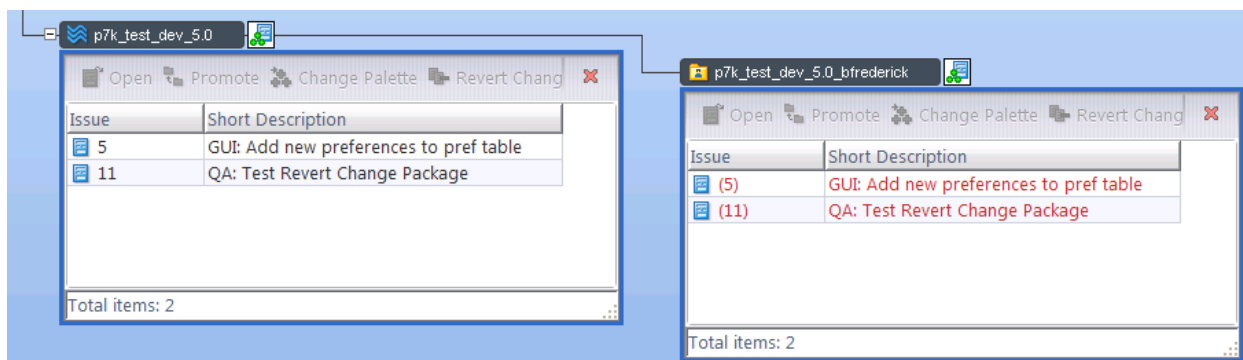 p7k_test_dev_5.0
Open Promote Change Palette Revert Chang
Issue Short Description
5 GUI: Add new preferences to pref table
11 QA: Test Revert Change Package
Total items: 2
p7k_test_dev_5.0_bfrederick
Open Promote Change Palette Revert Chang
Issue Short Description
(5) GUI: Add new preferences to pref table
(11) QA: Test Revert Change Package
Total items: 2